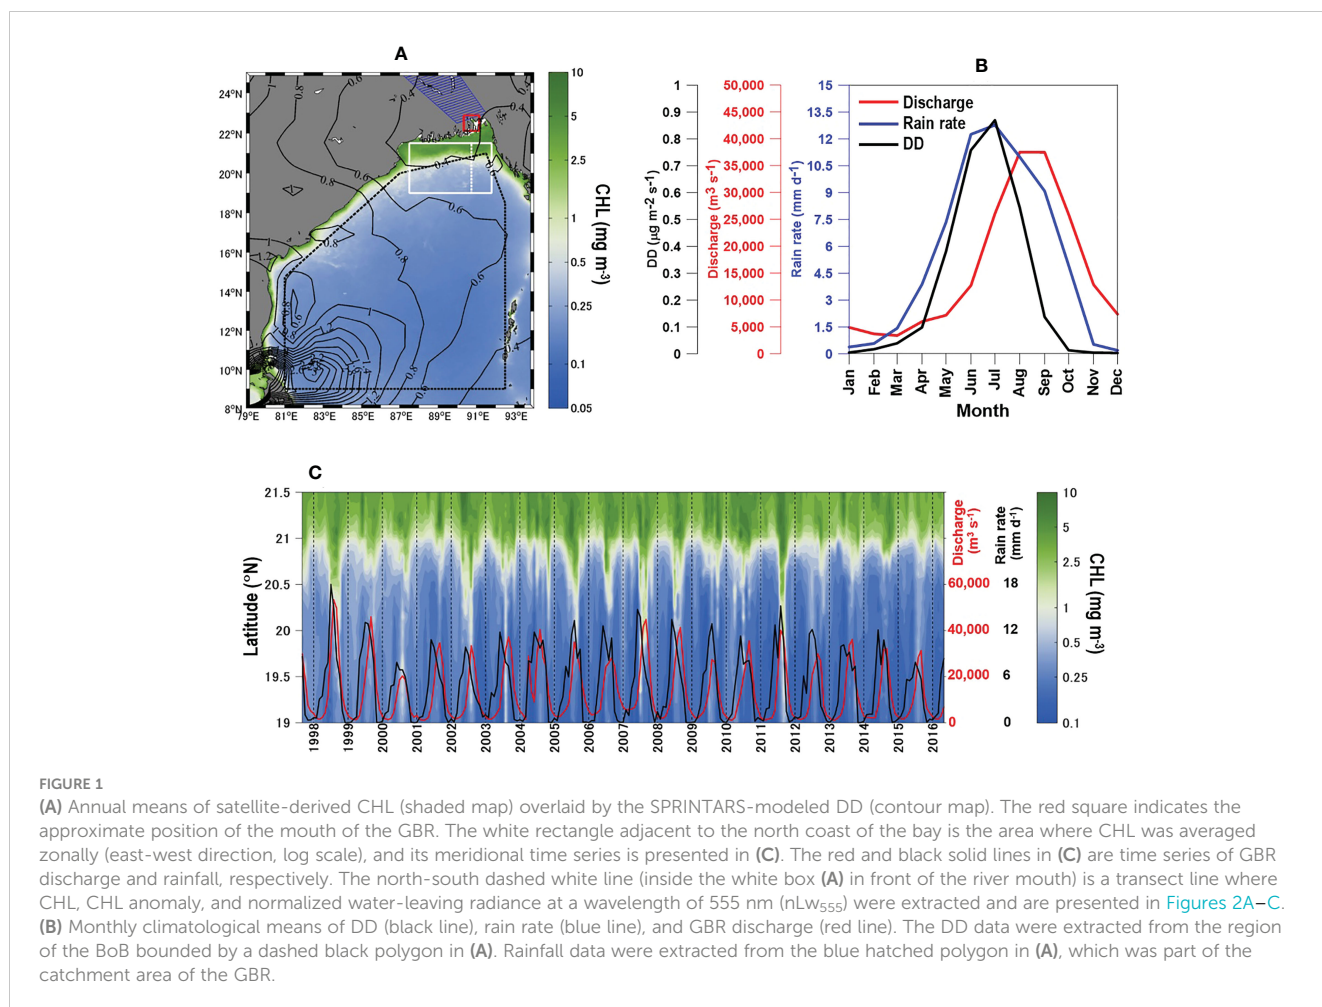 A
24°N
22°N
20°N
18°N
16°N
14°N
12°N
10°N
8°N
79°E 81°E 83°E 85°E 87°E 89°E 91°E 93°E
10
5
2.5
1
0.5
0.25
0.1
0.05
CHL (mg m-3)
B
1
0.9
0.8
0.7
0.6
0.5
0.4
0.3
0.2
0.1
0
DD (µg m-2 s-1)
50,000
45,000
40,000
35,000
30,000
25,000
20,000
15,000
10,000
5,000
0
Discharge (m3 s-1)
15
13.5
12
10.5
9
7.5
6
4.5
3
1.5
0
Rain rate (mm d-1)
Discharge
Rain rate
DD
Jan Feb Mar Apr May Jun Jul Aug Sep Oct Nov Dec
Month
C
21.5
21
20.5
20
19.5
19
Latitude (°N)
1998 1999 2000 2001 2002 2003 2004 2005 2006 2007 2008 2009 2010 2011 2012 2013 2014 2015 2016
Discharge
(m3 s-1)
60,000
40,000
20,000
0
Rain rate
(mm d-1)
18
12
6
0
10
5
2.5
1
0.5
0.25
0.1
CHL (mg m-3)
FIGURE 1
(A) Annual means of satellite-derived CHL (shaded map) overlaid by the SPRINTARS-modeled DD (contour map). The red square indicates the
approximate position of the mouth of the GBR. The white rectangle adjacent to the north coast of the bay is the area where CHL was averaged
zonally (east-west direction, log scale), and its meridional time series is presented in (C). The red and black solid lines in (C) are time series of GBR
discharge and rainfall, respectively. The north-south dashed white line (inside the white box (A) in front of the river mouth) is a transect line where
CHL, CHL anomaly, and normalized water-leaving radiance at a wavelength of 555 nm (nLw555) were extracted and are presented in Figures 2A–C.
(B) Monthly climatological means of DD (black line), rain rate (blue line), and GBR discharge (red line). The DD data were extracted from the region
of the BoB bounded by a dashed black polygon in (A). Rainfall data were extracted from the blue hatched polygon in (A), which was part of the
catchment area of the GBR.